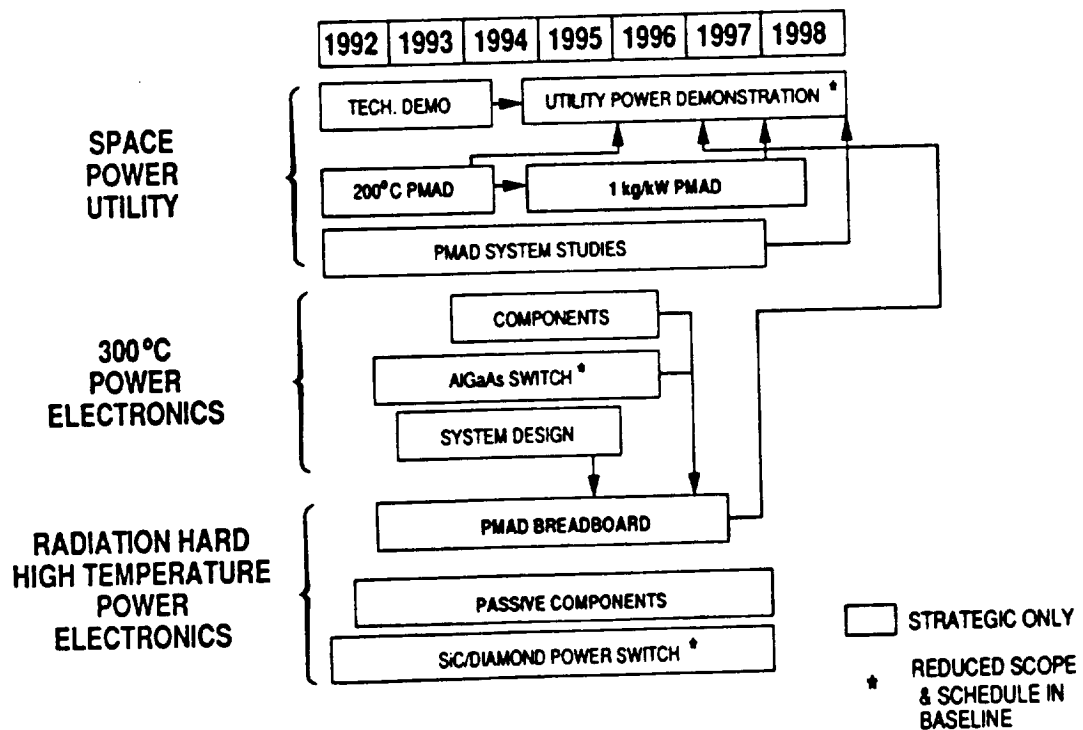 1992 1993 1994 1995 1996 1997 1998
SPACE
POWER
UTILITY
TECH. DEMO
UTILITY POWER DEMONSTRATION *
200°C PMAD
1 kg/kW PMAD
PMAD SYSTEM STUDIES
300°C
POWER
ELECTRONICS
COMPONENTS
AlGaAs SWITCH *
SYSTEM DESIGN
RADIATION HARD
HIGH TEMPERATURE
POWER
ELECTRONICS
PMAD BREADBOARD
PASSIVE COMPONENTS
SiC/DIAMOND POWER SWITCH *
STRATEGIC ONLY
* REDUCED SCOPE
& SCHEDULE IN
BASELINE